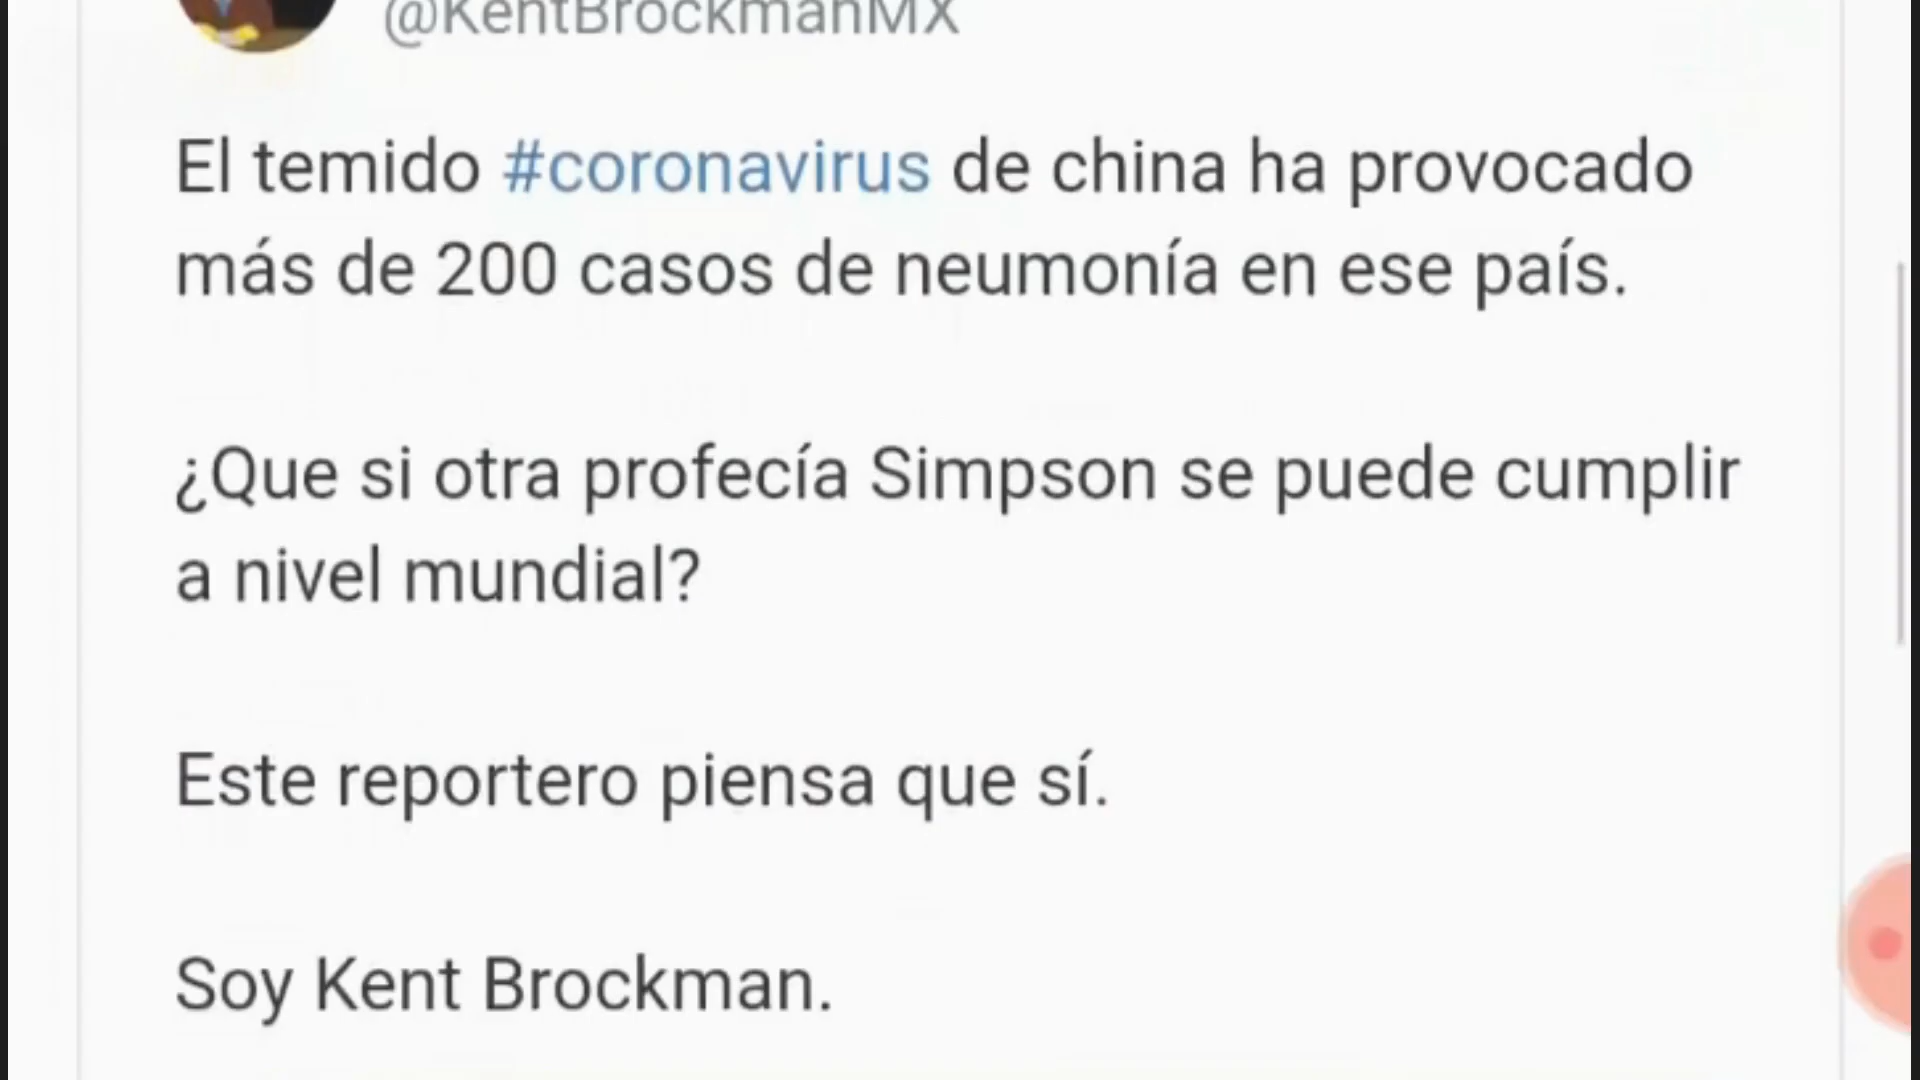 @KentBrockmanMX
El temido #coronavirus de china ha provocado
más de 200 casos de neumonía en ese país.
¿Que si otra profecía Simpson se puede cumplir
a nivel mundial?
Este reportero piensa que sí.
Soy Kent Brockman.